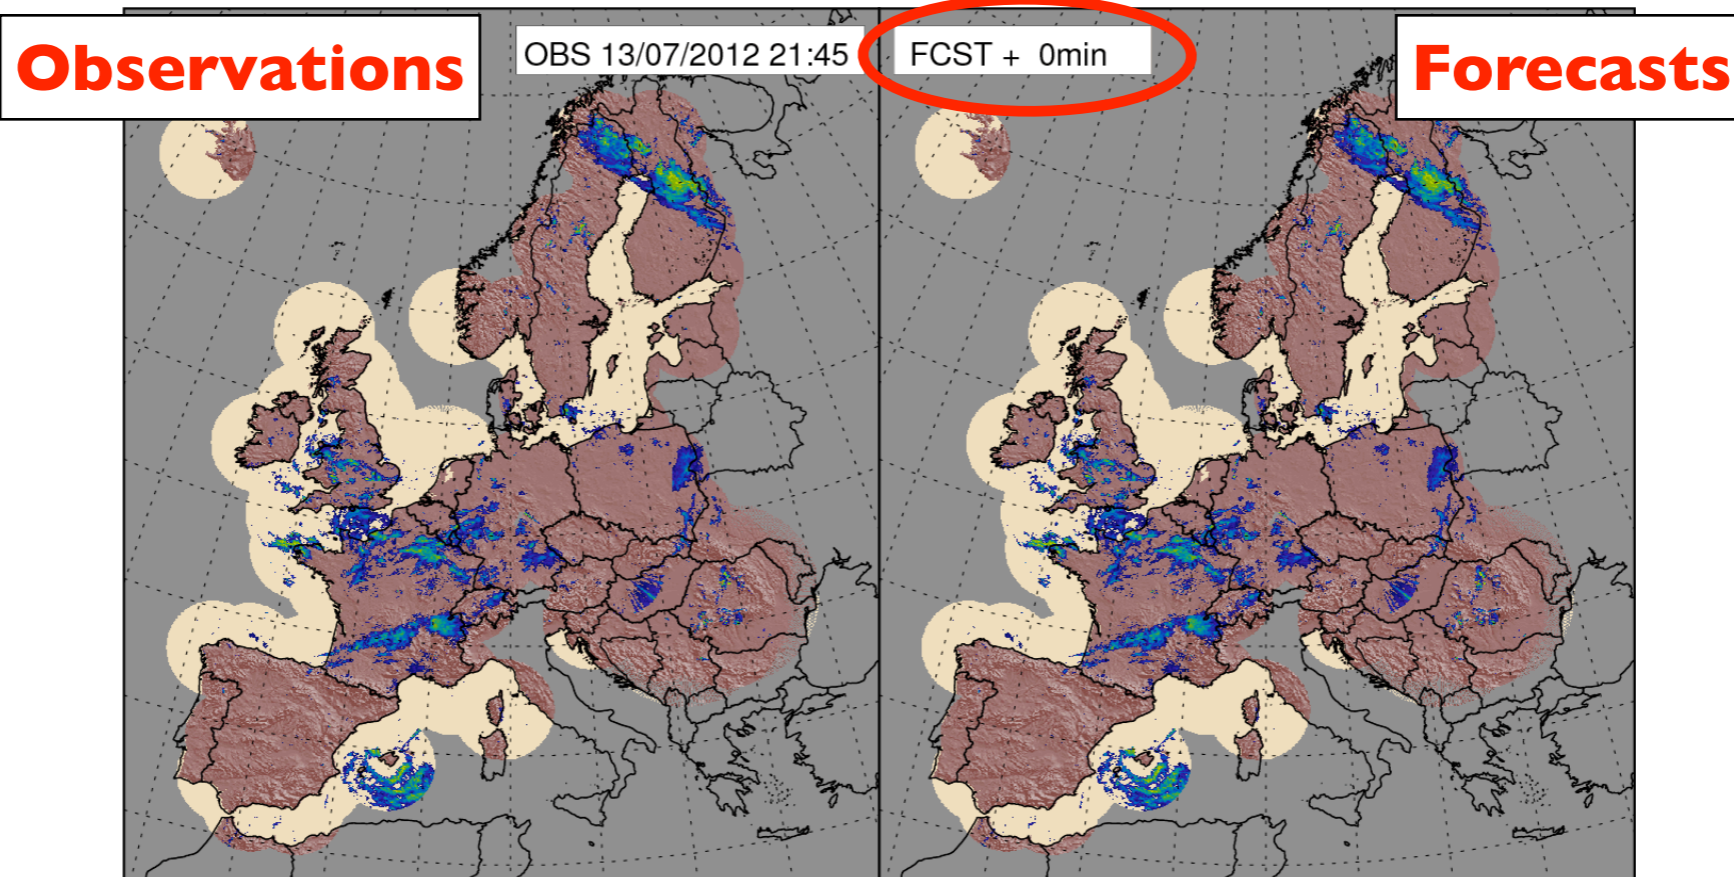 Observations
OBS 13/07/2012 21:45
FCST + 0min
Forecasts